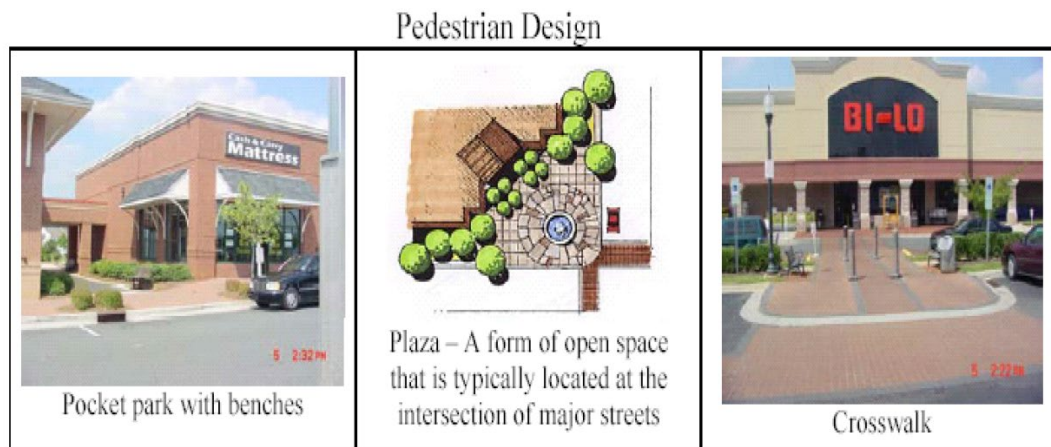 Pedestrian Design
Cash & Carry
Mattress
5 2:32 PM
Pocket park with benches
Plaza – A form of open space
that is typically located at the
intersection of major streets
BI-LO
5 2:22 PM
Crosswalk